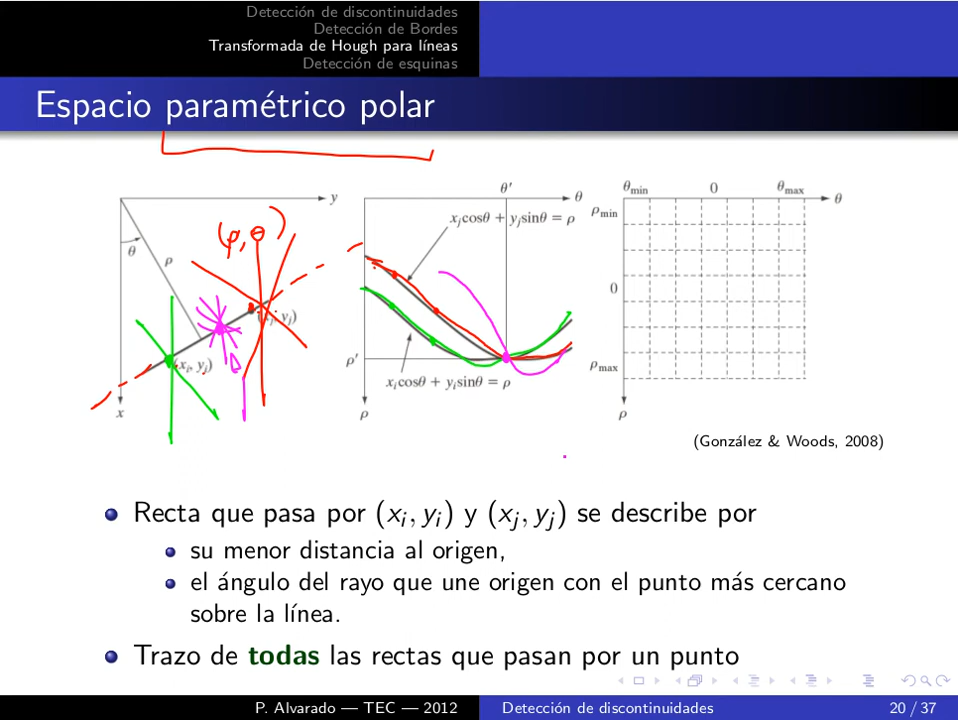 Detección de discontinuidades
Detección de Bordes
Transformada de Hough para líneas
Detección de esquinas
Espacio paramétrico polar
y
θ
ρ
(ρ, θ)
(xj, yj)
(xi, yi)
x
θ′
θ
xjcosθ + yjsinθ = ρ
ρ′
xicosθ + yisinθ = ρ
ρ
θmin 0 θmax
θ
ρmin
0
ρmax
ρ
(González & Woods, 2008)
Recta que pasa por (xi, yi) y (xj, yj) se describe por
su menor distancia al origen,
el ángulo del rayo que une origen con el punto más cercano
sobre la línea.
Trazo de todas las rectas que pasan por un punto
P. Alvarado — TEC — 2012
Detección de discontinuidades
20 / 37